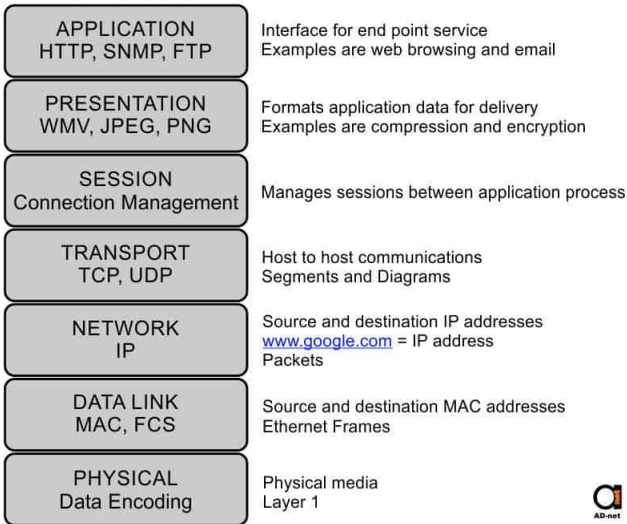 APPLICATION
HTTP, SNMP, FTP
Interface for end point service
Examples are web browsing and email
PRESENTATION
WMV, JPEG, PNG
Formats application data for delivery
Examples are compression and encryption
SESSION
Connection Management
Manages sessions between application process
TRANSPORT
TCP, UDP
Host to host communications
Segments and Diagrams
NETWORK
IP
Source and destination IP addresses
www.google.com = IP address
Packets
DATA LINK
MAC, FCS
Source and destination MAC addresses
Ethernet Frames
PHYSICAL
Data Encoding
Physical media
Layer 1
AD-net